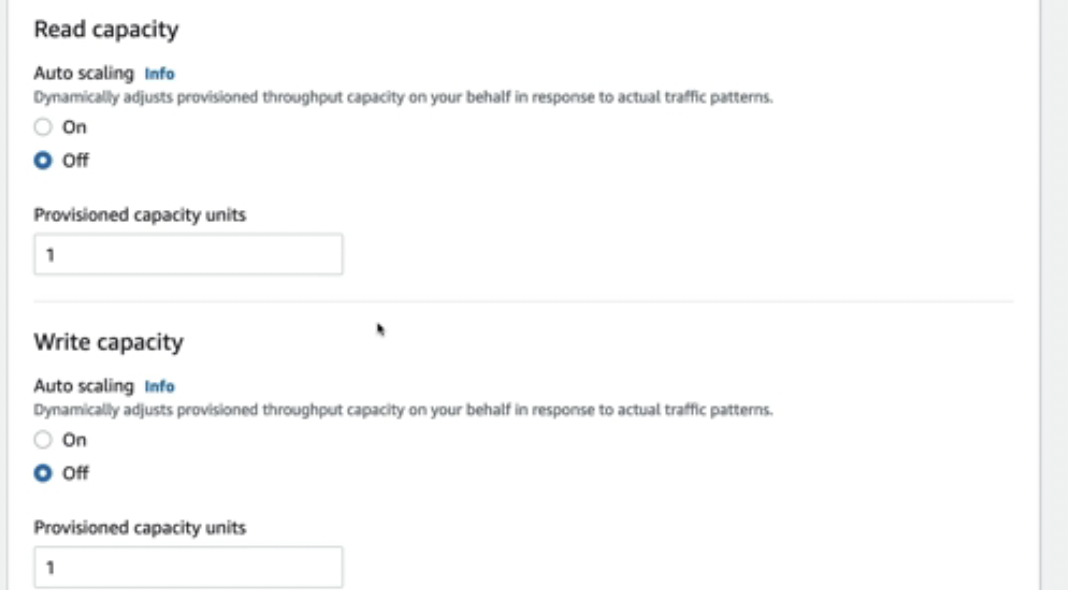 Read capacity
Auto scaling Info
Dynamically adjusts provisioned throughput capacity on your behalf in response to actual traffic patterns.
On
Off
Provisioned capacity units
1
Write capacity
Auto scaling Info
Dynamically adjusts provisioned throughput capacity on your behalf in response to actual traffic patterns.
On
Off
Provisioned capacity units
1